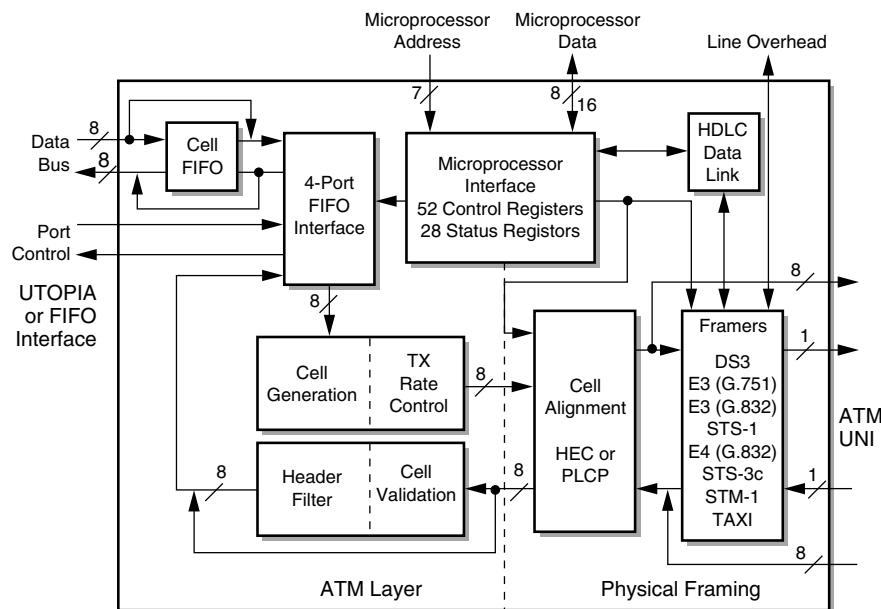 Microprocessor
Address
Microprocessor
Data
Line Overhead
7
8
16
Data
Bus
8
8
Cell
FIFO
4-Port
FIFO
Interface
Microprocessor
Interface
52 Control Registers
28 Status Registors
HDLC
Data
Link
Port
Control
UTOPIA
or FIFO
Interface
8
8
Cell
Generation
TX
Rate
Control
8
Cell
Alignment
HEC or
PLCP
Framers
DS3
E3 (G.751)
E3 (G.832)
STS-1
E4 (G.832)
STS-3c
STM-1
TAXI
1
ATM
UNI
1
8
8
Header
Filter
Cell
Validation
8
ATM Layer
Physical Framing